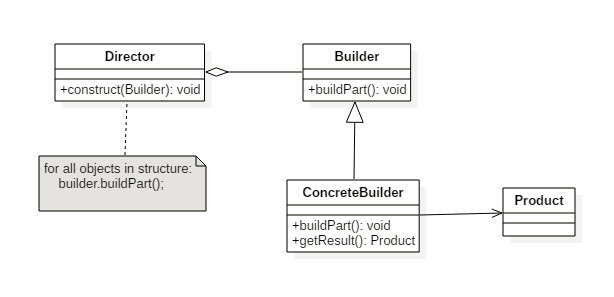 Director
+construct(Builder): void
Builder
+buildPart(): void
for all objects in structure:
builder.buildPart();
ConcreteBuilder
+buildPart(): void
+getResult(): Product
Product